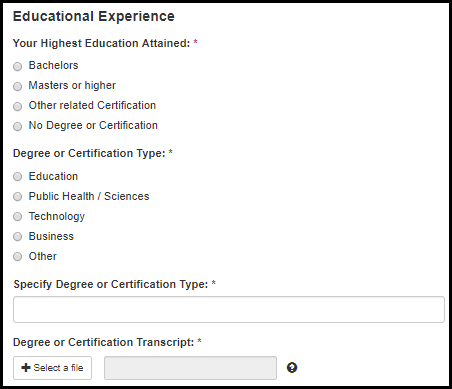 Educational Experience
Your Highest Education Attained: *
Bachelors
Masters or higher
Other related Certification
No Degree or Certification
Degree or Certification Type: *
Education
Public Health / Sciences
Technology
Business
Other
Specify Degree or Certification Type: *
Degree or Certification Transcript: *
+ Select a file ?